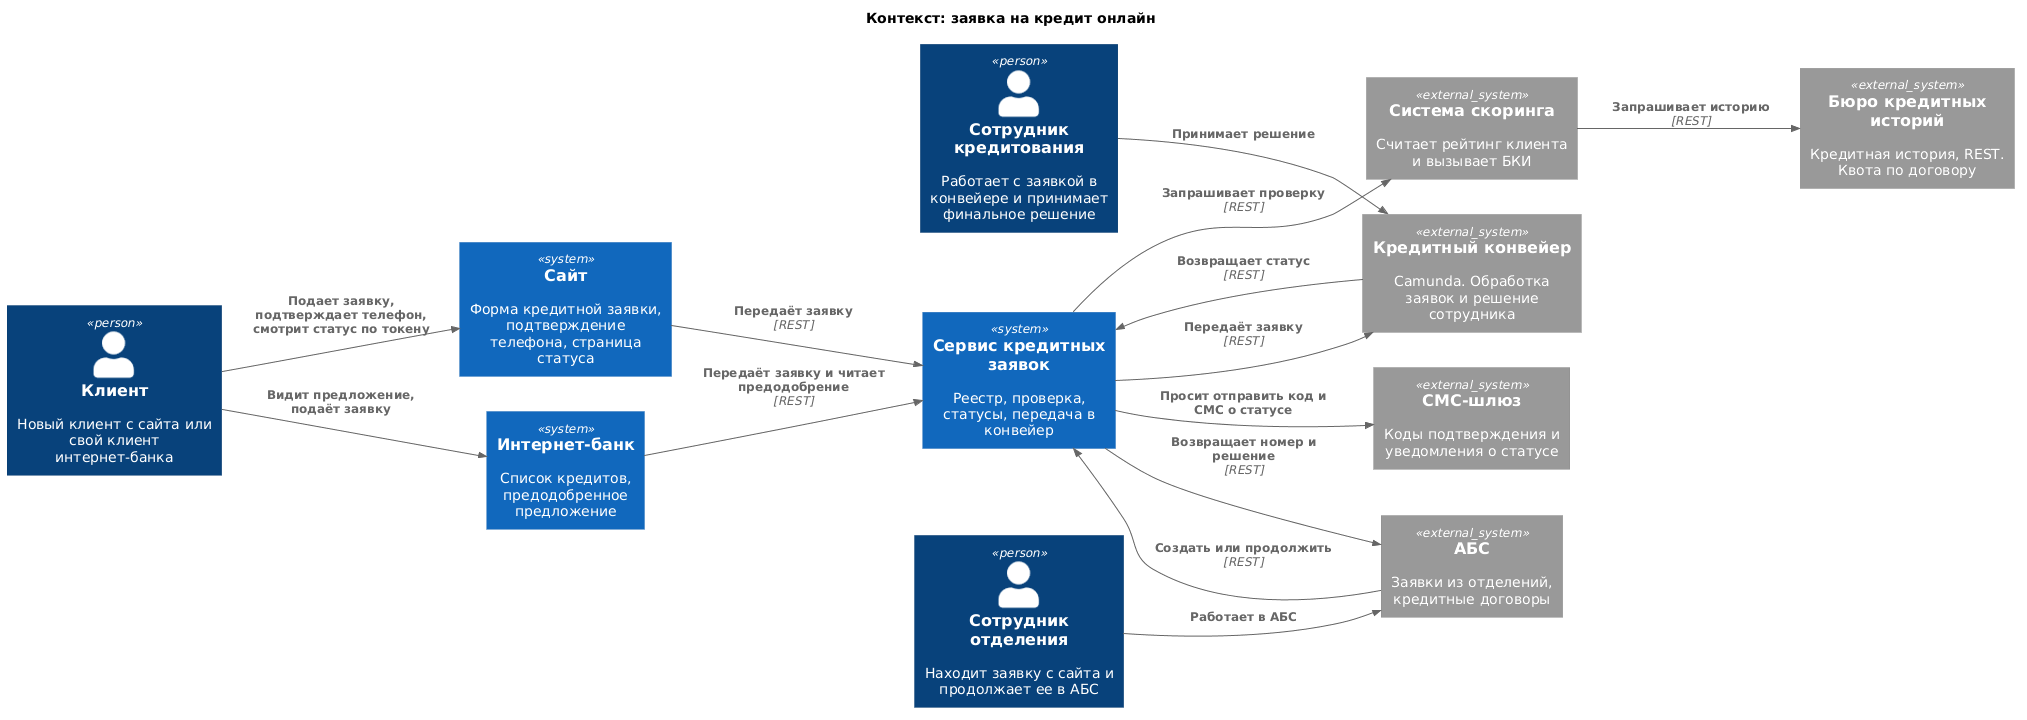 Контекст: заявка на кредит онлайн
«person»
Клиент
Новый клиент с сайта или
свой клиент
интернет-банка
Подает заявку,
подтверждает телефон,
смотрит статус по токену
Видит предложение,
подаёт заявку
«system»
Сайт
Форма кредитной заявки,
подтверждение
телефона, страница
статуса
«system»
Интернет-банк
Список кредитов,
предодобренное
предложение
Передаёт заявку
[REST]
Передаёт заявку и читает
предодобрение
[REST]
«person»
Сотрудник
кредитования
Работает с заявкой в
конвейере и принимает
финальное решение
«system»
Сервис кредитных
заявок
Реестр, проверка,
статусы, передача в
конвейер
«person»
Сотрудник
отделения
Находит заявку с сайта и
продолжает ее в АБС
Принимает решение
Запрашивает проверку
[REST]
Возвращает статус
[REST]
Передаёт заявку
[REST]
Просит отправить код и
СМС о статусе
Возвращает номер и
решение
[REST]
Создать или продолжить
[REST]
Работает в АБС
«external_system»
Система скоринга
Считает рейтинг клиента
и вызывает БКИ
«external_system»
Кредитный конвейер
Camunda. Обработка
заявок и решение
сотрудника
«external_system»
СМС-шлюз
Коды подтверждения и
уведомления о статусе
«external_system»
АБС
Заявки из отделений,
кредитные договоры
Запрашивает историю
[REST]
«external_system»
Бюро кредитных
историй
Кредитная история, REST.
Квота по договору